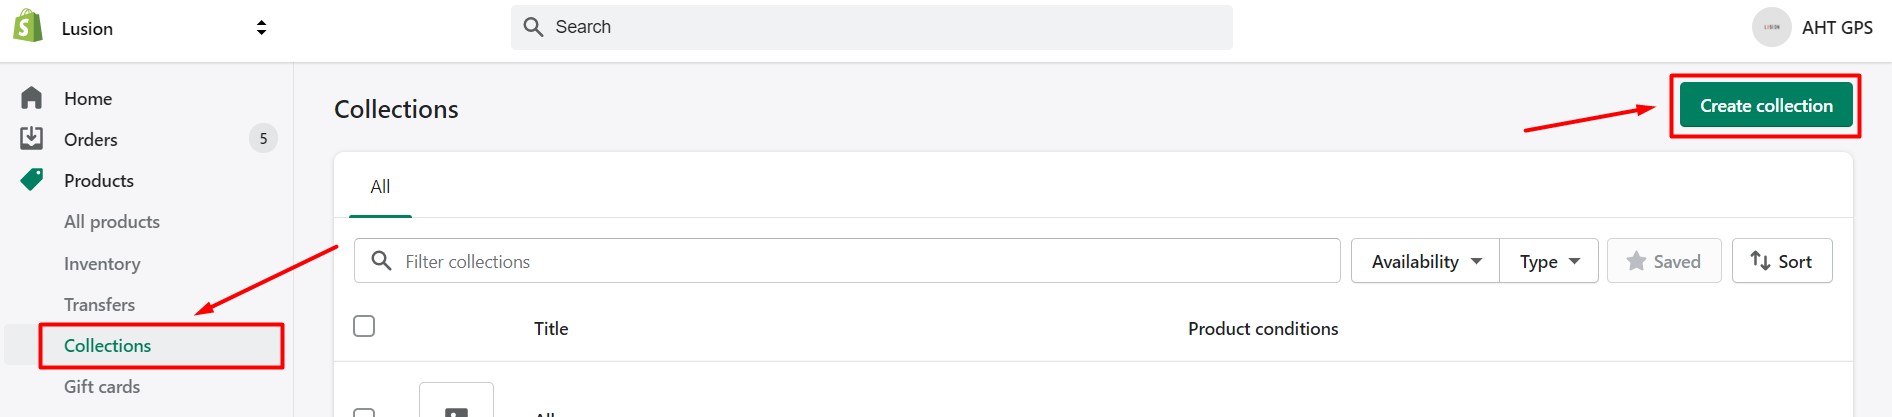 Lusion
Search
AHT GPS
Home
Orders
5
Products
All products
Inventory
Transfers
Collections
Gift cards
Collections
Create collection
All
Filter collections
Availability
Type
Saved
Sort
Title
Product conditions
All